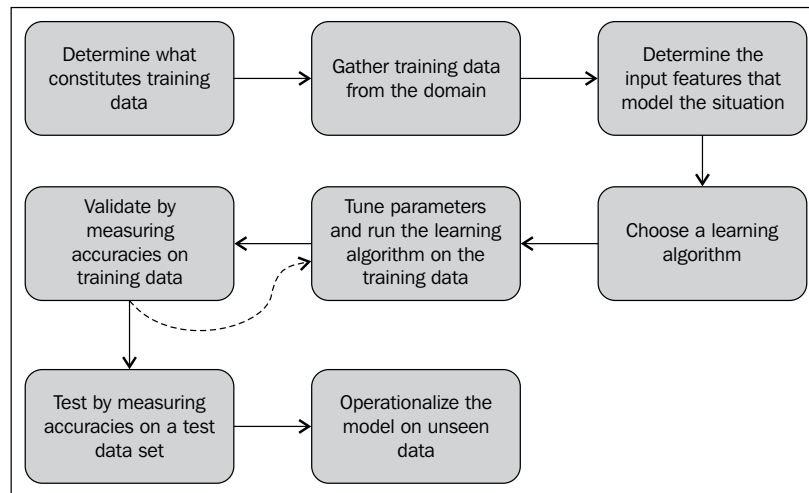 Determine what
constitutes training
data
Gather training data
from the domain
Determine the
input features that
model the situation
Validate by
measuring
accuracies on
training data
Tune parameters
and run the learning
algorithm on the
training data
Choose a learning
algorithm
Test by measuring
accuracies on a test
data set
Operationalize the
model on unseen
data